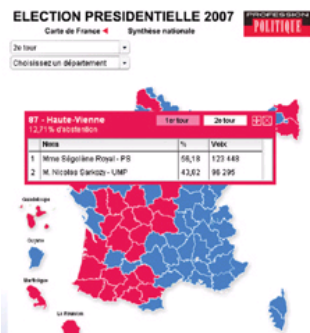 ELECTION PRESIDENTIELLE 2007
PROFESSION
POLITIQUE
Carte de France Synthèse nationale
2e tour
Choisissez un département
87 - Haute-Vienne
1er tour 2e tour
12,71% d'abstention
Nom % Voix
1 Mme Ségolène Royal - PS 56,18 123 448
2 M. Nicolas Sarkozy - UMP 43,82 96 295
Guadeloupe
Guyane
Martinique
La Réunion